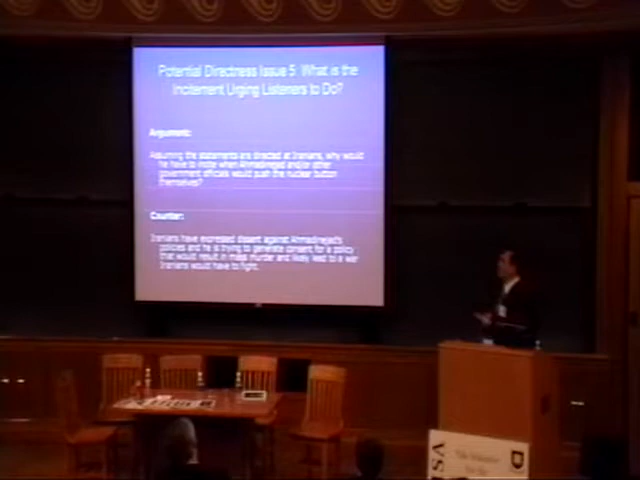 Potential Directness Issue 5: What is the
Incitement Urging Listeners to Do?
Argument:
Assuming the statements are directed at Iranians, why would
he have to incite when Ahmadinejad and/or other
government officials would push the nuclear button
themselves?
Counter:
Iranians have expressed dissent against Ahmadinejad's
policies and he is trying to generate consent for a policy
that would result in mass murder and likely lead to a war
Iranians would have to fight.
VSA
D